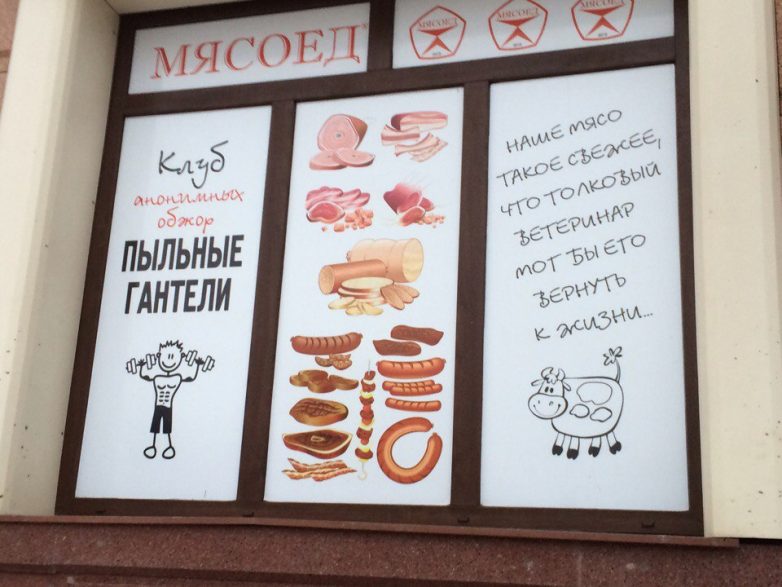 МЯСОЕД
МЯСОЕД
МЯСОЕД
МЯСОЕД
Клуб
анонимных
обжор
ПЫЛЬНЫЕ
ГАНТЕЛИ
НАШЕ МЯСО
ТАКОЕ СВЕЖЕЕ,
ЧТО ТОЛКОВЫЙ
ВЕТЕРИНАР
МОГ БЫ ЕГО
ВЕРНУТЬ
К ЖИЗНИ...